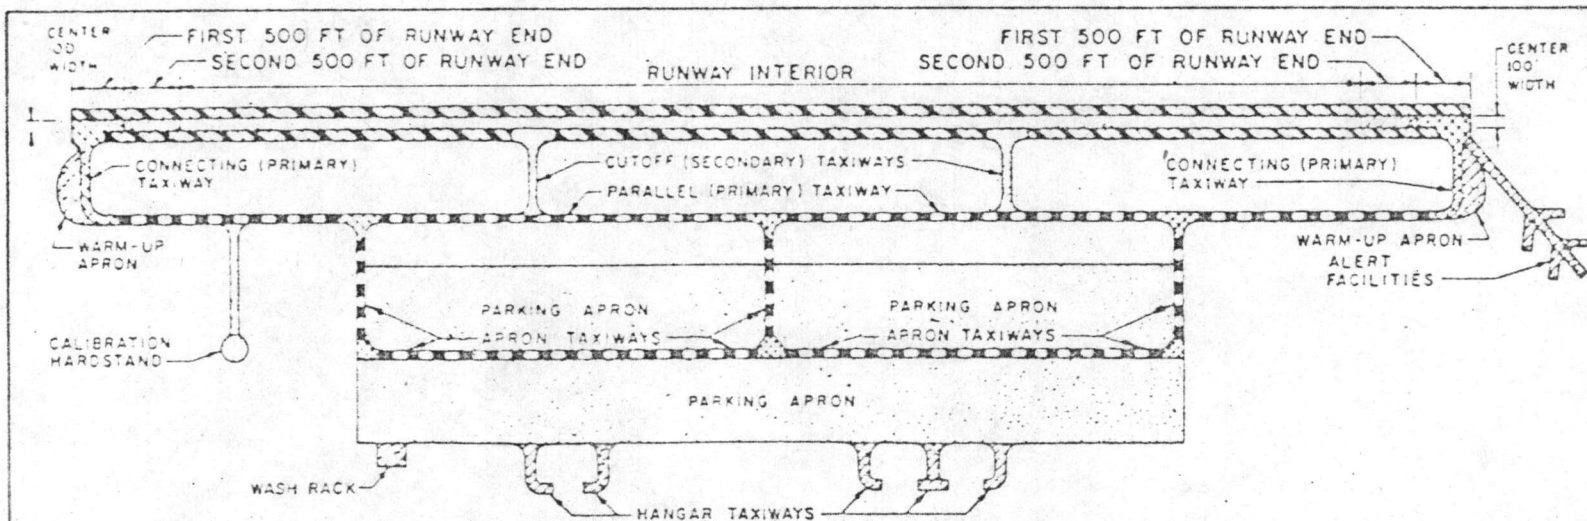 CENTER
WIDTH
FIRST 500 FT OF RUNWAY END
SECOND 500 FT OF RUNWAY END
RUNWAY INTERIOR
FIRST 500 FT OF RUNWAY END
SECOND 500 FT OF RUNWAY END
CENTER
100'
WIDTH
CONNECTING (PRIMARY)
TAXIWAY
CUTOFF (SECONDARY) TAXIWAYS
PARALLEL (PRIMARY) TAXIWAY
CONNECTING (PRIMARY)
TAXIWAY
WARM-UP
APRON
WARM-UP APRON
ALERT
FACILITIES
PARKING APRON
APRON TAXIWAYS
PARKING APRON
APRON TAXIWAYS
CALIBRATION
HARDSTAND
PARKING APRON
WASH RACK
HANGAR TAXIWAYS